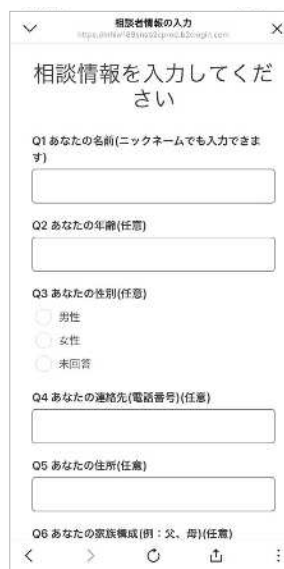 相談者情報の入力
相談情報を入力してくだ
さい
Q1 あなたの名前(ニックネームでも入力できま
す)
Q2 あなたの年齢(任意)
Q3 あなたの性別(任意)
男性
女性
未回答
Q4 あなたの連絡先(電話番号)(任意)
Q5 あなたの住所(任意)
Q6 あなたの家族構成(例：父、母)(任意)